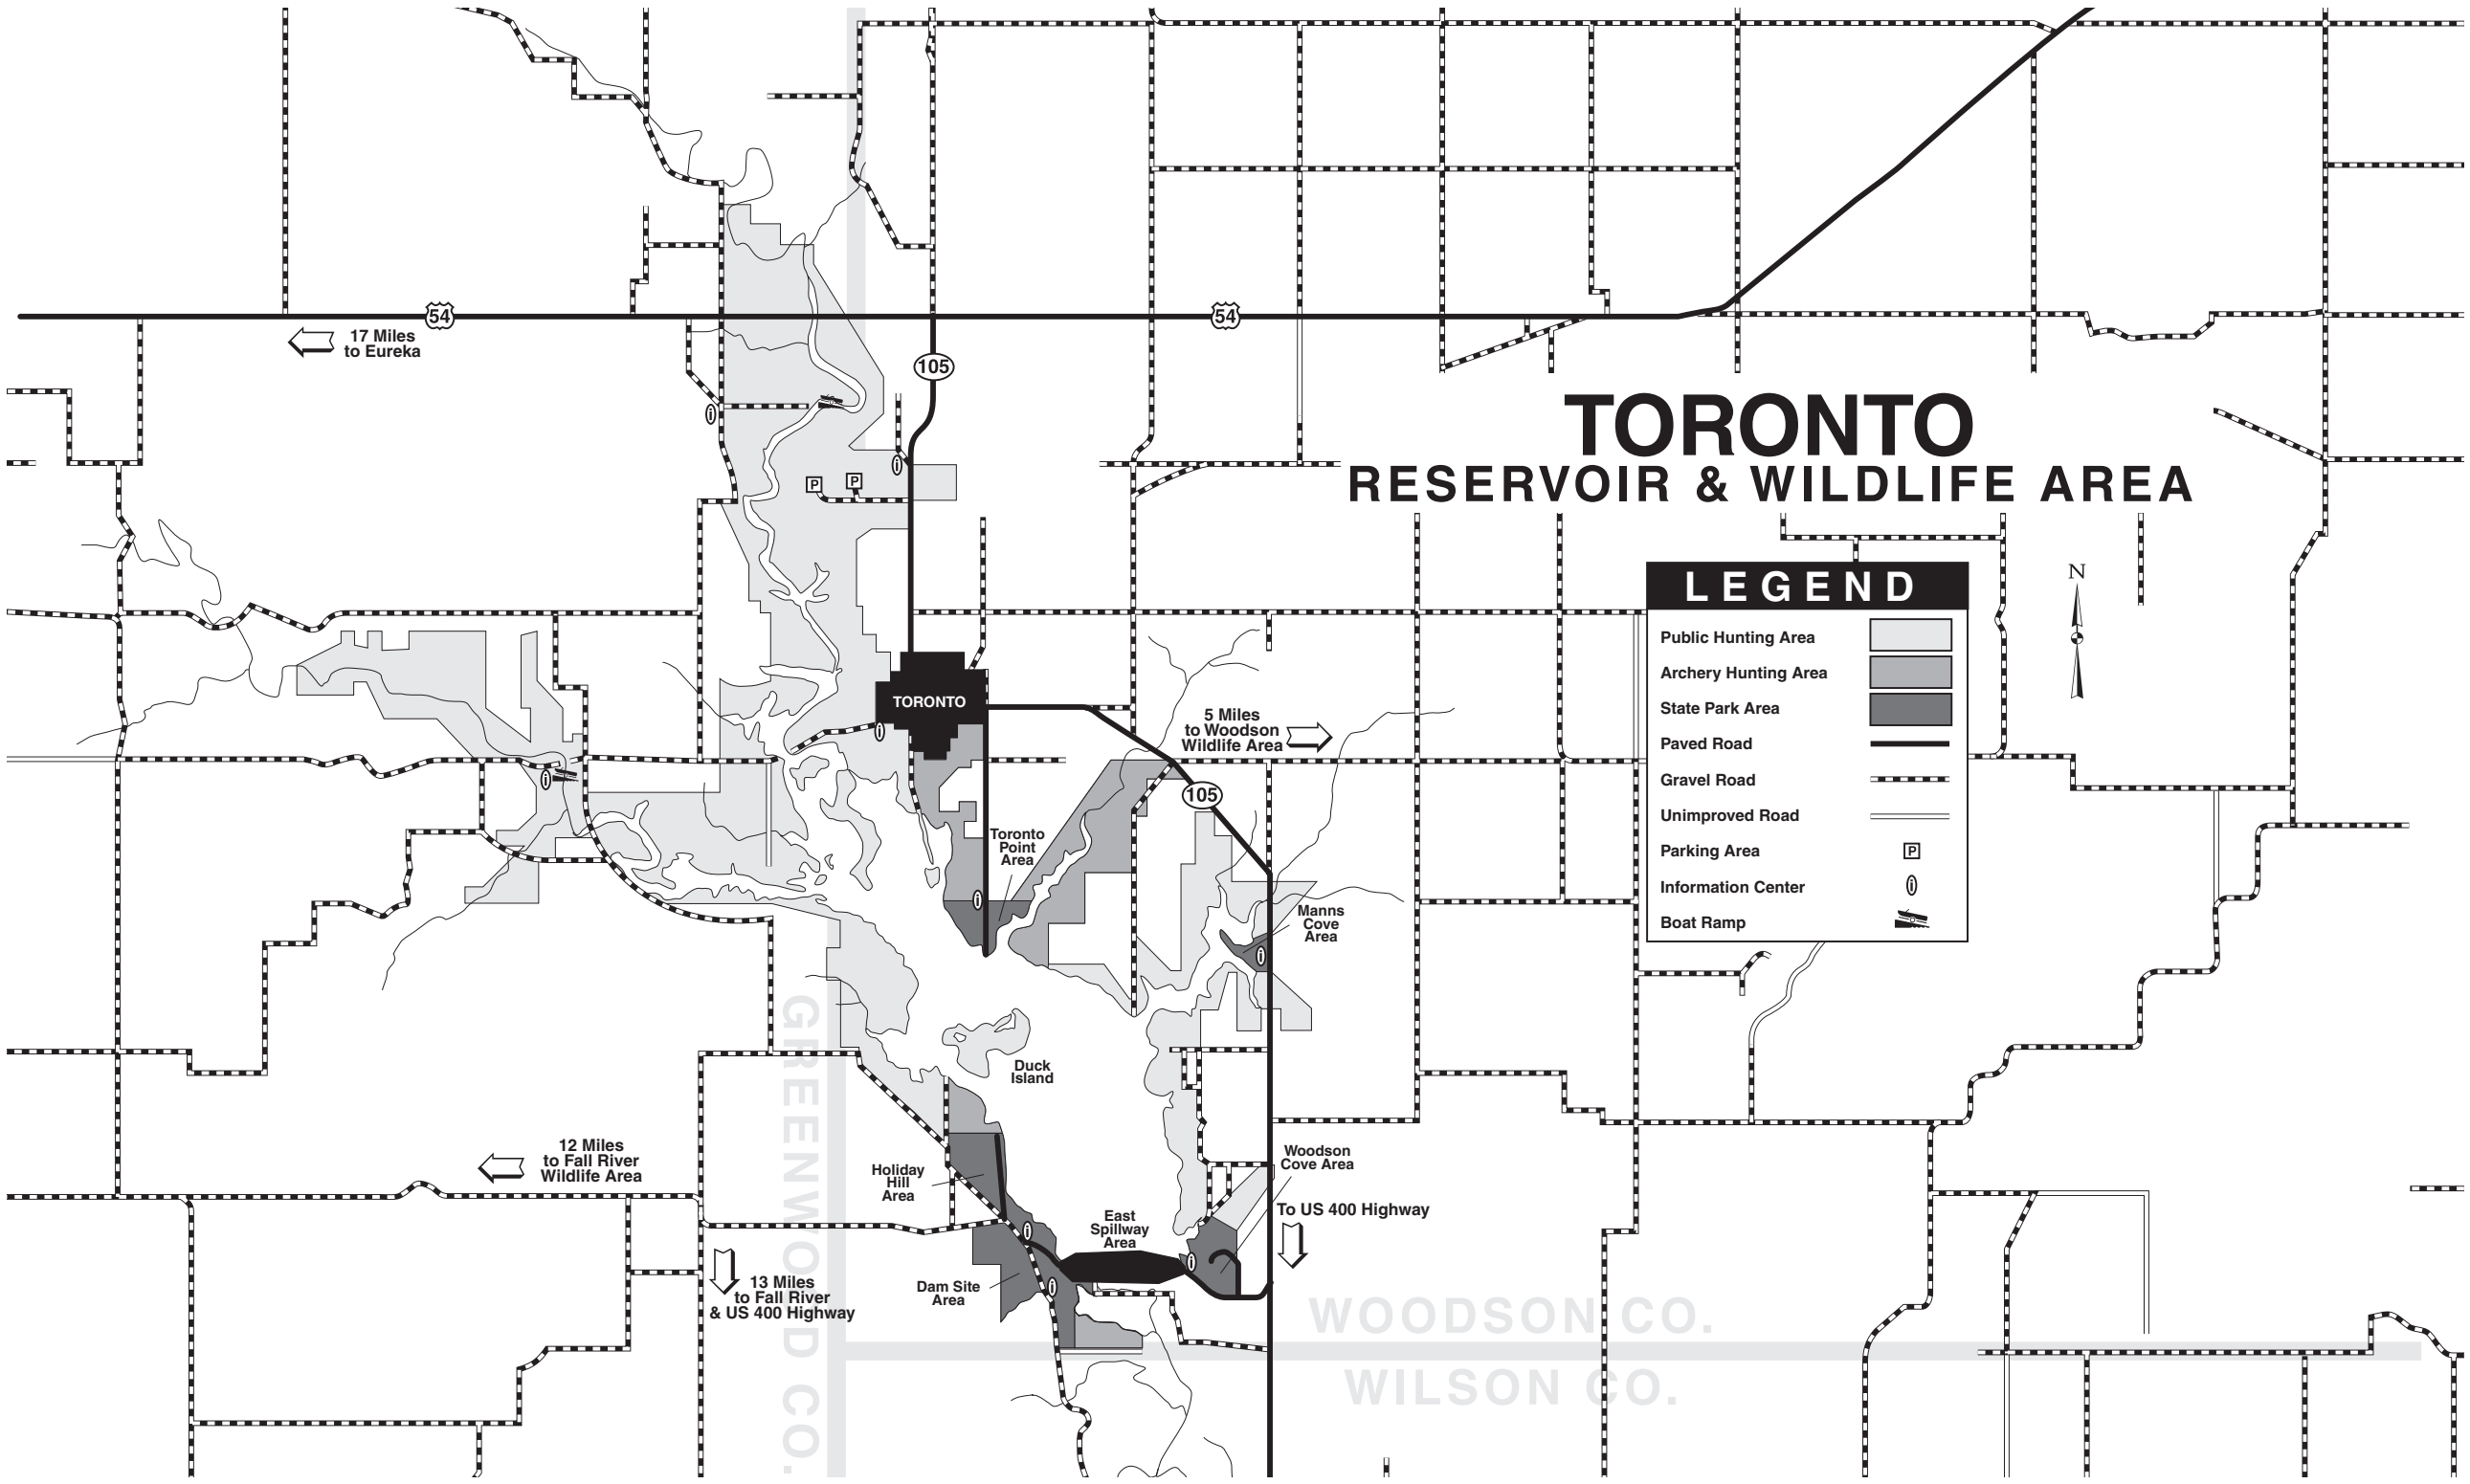 54
54
17 Miles
to Eureka
105
TORONTO
RESERVOIR & WILDLIFE AREA
i
i
P
P
LEGEND
Public Hunting Area
Archery Hunting Area
State Park Area
Paved Road
Gravel Road
Unimproved Road
Parking Area
P
Information Center
i
Boat Ramp
N
TORONTO
i
5 Miles
to Woodson
Wildlife Area
i
105
Toronto
Point
Area
i
Manns
Cove
Area
i
Duck
Island
GREENWOOD CO.
12 Miles
to Fall River
Wildlife Area
Holiday
Hill
Area
Woodson
Cove Area
To US 400 Highway
East
Spillway
Area
i
i
i
13 Miles
to Fall River
& US 400 Highway
Dam Site
Area
WOODSON CO.
WILSON CO.